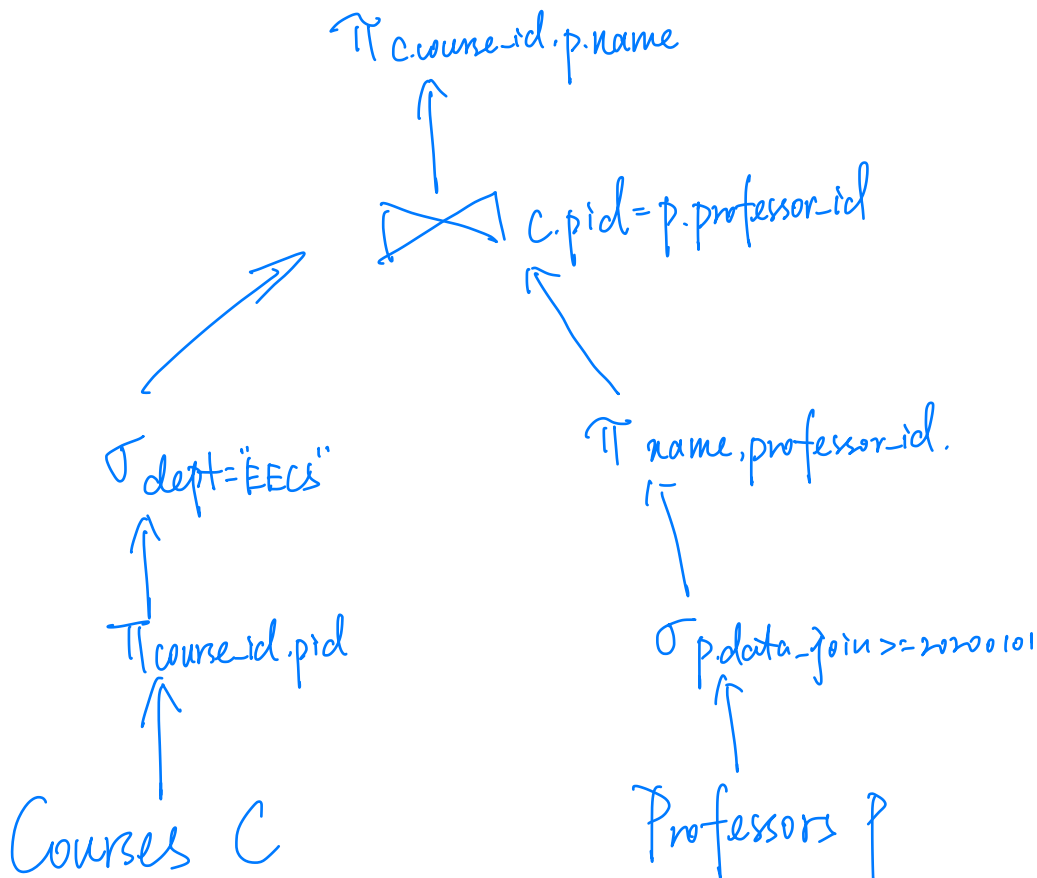 π c.course_id.p.name
⋈ c.pid=p.professor_id
σ dept="EECS"
π name,professor_id.
π course_id.pid
σ p.data_join>=20200101
Courses C
Professors P